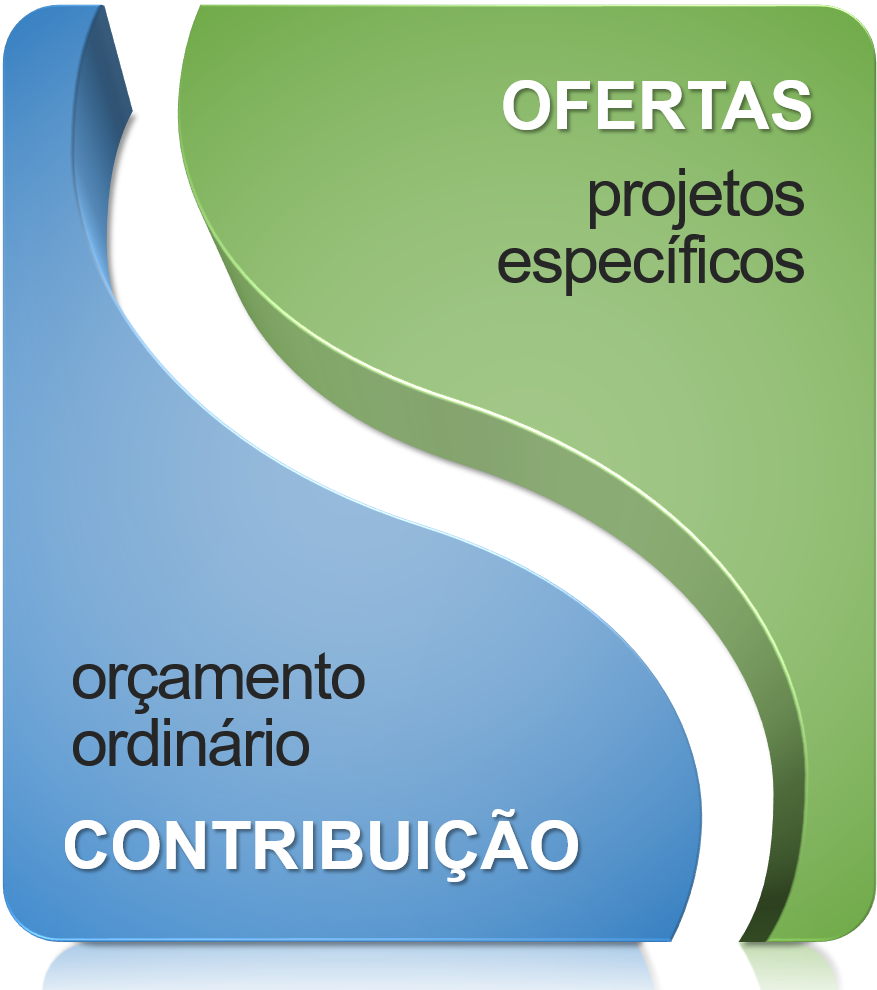 OFERTAS
projetos
específicos
orçamento
ordinário
CONTRIBUIÇÃO